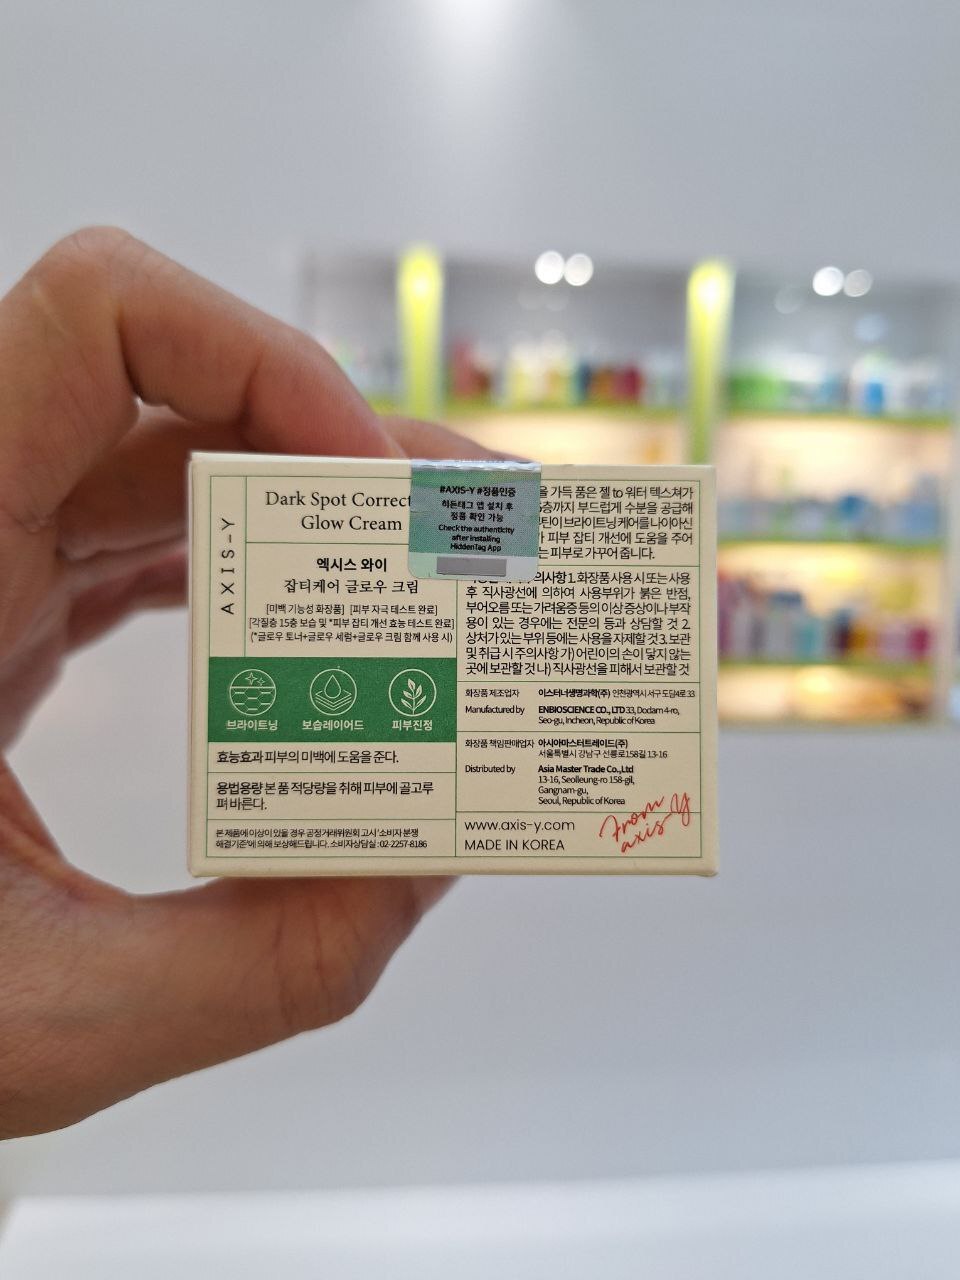 AXIS-Y
Dark Spot Correct
Glow Cream
엑시스 와이
잡티케어 글로우 크림
[미백 기능성 화장품] [피부 자극 테스트 완료]
[각질층 15층 보습 및 *피부 잡티 개선 효능 테스트 완료]
(*글로우 토너+글로우 세럼+글로우 크림 함께 사용 시)
브라이트닝
보습레이어드
피부진정
효능효과 피부의 미백에 도움을 준다.
용법용량 본 품 적당량을 취해 피부에 골고루
펴 바른다.
본 제품에 이상이 있을 경우 공정거래위원회 고시 '소비자 분쟁
해결기준'에 의해 보상해드립니다. 소비자상담실 : 02-2257-8186
#AXIS-Y #정품인증
히든태그 앱 설치 후
정품 확인 가능
Check the authenticity
after installing
HiddenTag App
가득 품은 젤 to 워터 텍스쳐가
층까지 부드럽게 수분을 공급해
브라이트닝 케어를 나이아신
피부 잡티 개선에 도움을 주어
는 피부로 가꾸어 줍니다.
의사항 1. 화장품 사용 시 또는 사용
후 직사광선에 의하여 사용부위가 붉은 반점,
부어오름 또는 가려움증 등의 이상 증상이나 부작
용이 있는 경우에는 전문의 등과 상담할 것 2.
상처가 있는 부위 등에는 사용을 자제할 것 3. 보관
및 취급 시 주의사항 가) 어린이의 손이 닿지 않는
곳에 보관할 것 나) 직사광선을 피해서 보관할 것
화장품 제조업자 이스터너생명과학(주) 인천광역시 서구 도담4로 33
Manufactured by ENBIOSCIENCE CO., LTD 33, Dodam 4-ro,
Seo-gu, Incheon, Republic of Korea
화장품 책임판매업자 아시아마스터트레이드(주)
서울특별시 강남구 선릉로158길 13-16
Distributed by Asia Master Trade Co.,Ltd
13-16, Seolleung-ro 158-gil,
Gangnam-gu,
Seoul, Republic of Korea
www.axis-y.com
MADE IN KOREA
From
axis-Y